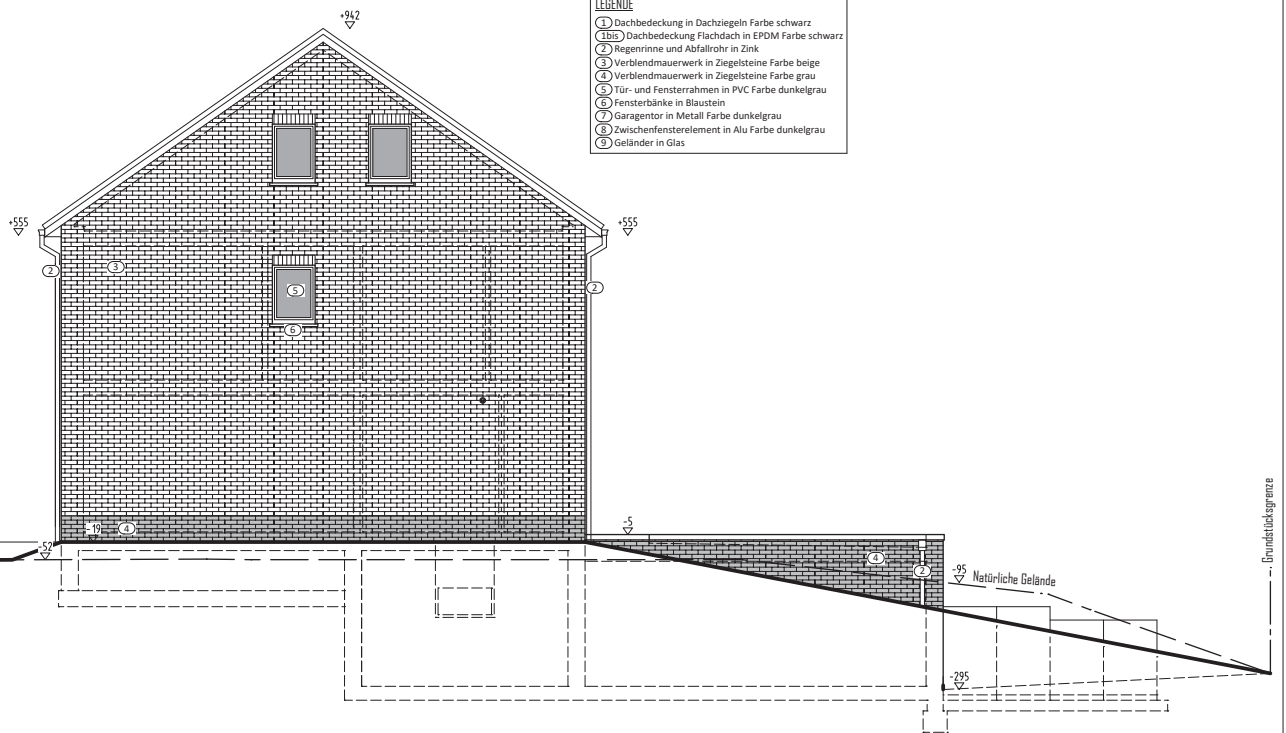 LEGENDE
1 Dachbedeckung in Dachziegeln Farbe schwarz
1bis Dachbedeckung Flachdach in EPDM Farbe schwarz
2 Regenrinne und Abfallrohr in Zink
3 Verblendmauerwerk in Ziegelsteine Farbe beige
4 Verblendmauerwerk in Ziegelsteine Farbe grau
5 Tür- und Fensterrahmen in PVC Farbe dunkelgrau
6 Fensterbänke in Blaustein
7 Garagentor in Metall Farbe dunkelgrau
8 Zwischenfensterelement in Alu Farbe dunkelgrau
9 Geländer in Glas
+942
+555
+555
2
3
2
5
6
-19
4
-52
-5
4
2
-95
Natürliche Gelände
-295
Grundstücksgrenze